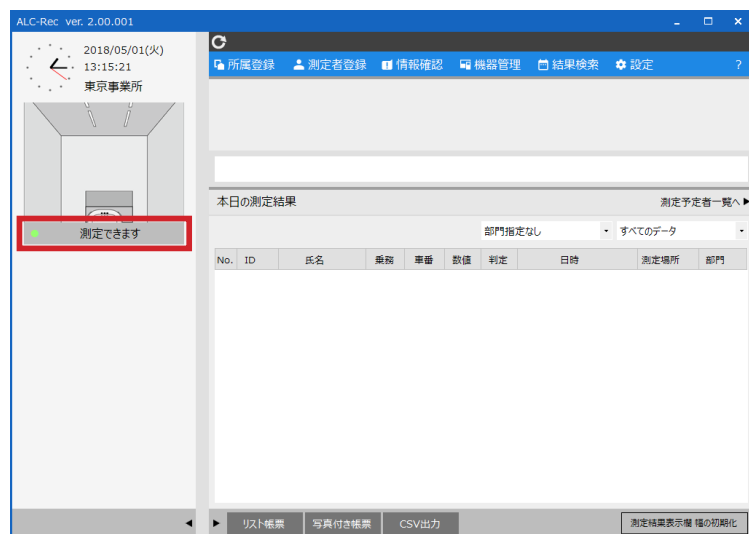 ALC-Rec ver. 2.00.001
2018/05/01(火)
13:15:21
東京事業所
測定できます
所属登録 測定者登録 情報確認 機器管理 結果検索 設定 ?
本日の測定結果 測定予定者一覧へ▶
部門指定なし すべてのデータ
No. ID 氏名 乗務 車番 数値 判定 日時 測定場所 部門
リスト帳票 写真付き帳票 CSV出力 測定結果表示欄 幅の初期化